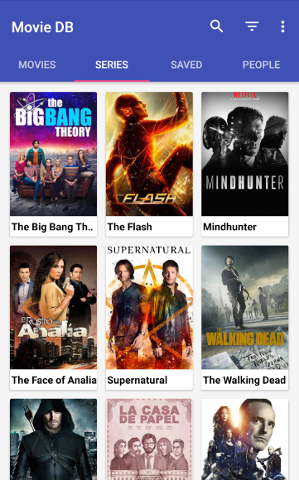 Movie DB
MOVIES
SERIES
SAVED
PEOPLE
the
BiG BANG
THEORY
THE
FLASH
NETFLIX
MINDHUNTER
The Big Bang Th..
The Flash
Mindhunter
Analia
SUPERNATURAL
THE
WALKING DEAD
The Face of Analia
Supernatural
The Walking Dead
LA CASA
DE PAPEL